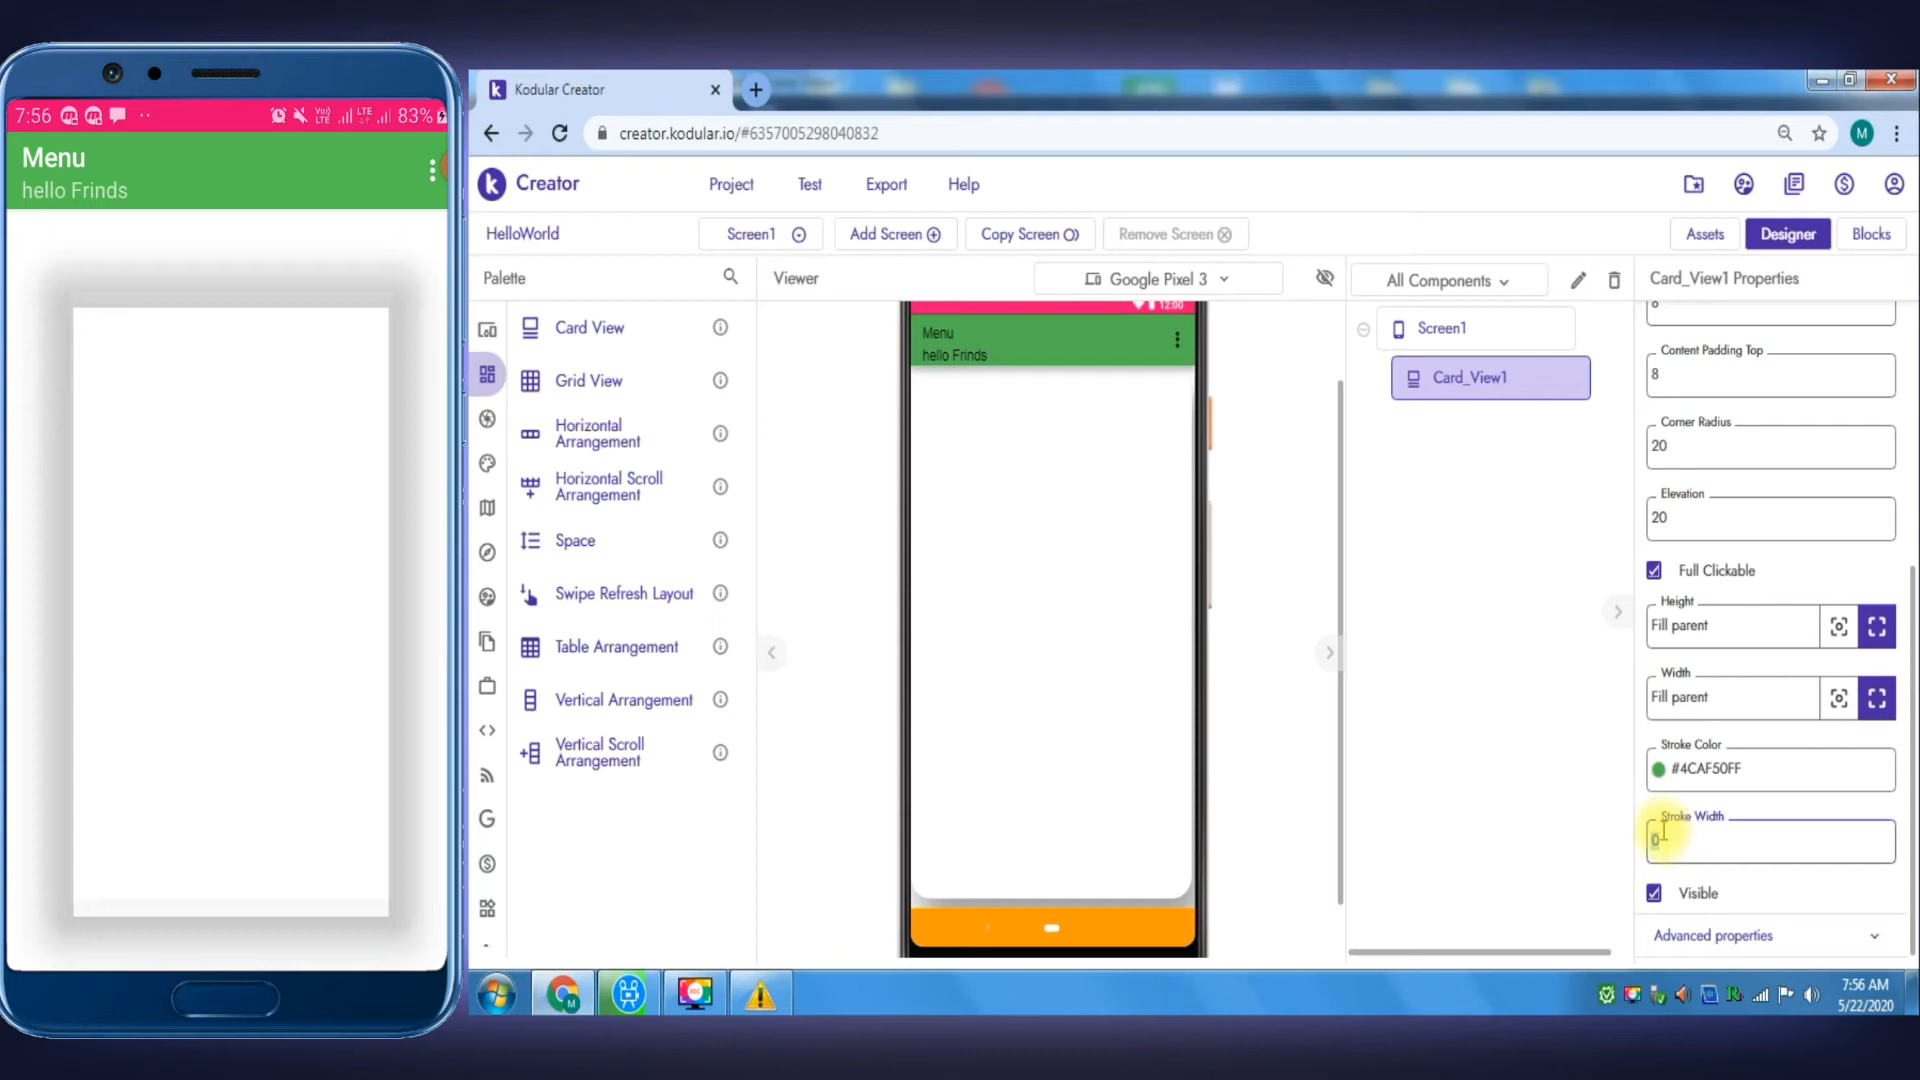 7:56
83%
Menu
hello Frinds
Kodular Creator
creator.kodular.io/#6357005298040832
M
k Creator
Project
Test
Export
Help
HelloWorld
Screen1
Add Screen
Copy Screen
Remove Screen
Assets
Designer
Blocks
Palette
Viewer
Google Pixel 3
All Components
Card_View1 Properties
Card View
Grid View
Horizontal
Arrangement
Horizontal Scroll
Arrangement
Space
Swipe Refresh Layout
Table Arrangement
Vertical Arrangement
Vertical Scroll
Arrangement
12:00
Menu
hello Frinds
Screen1
Card_View1
8
Content Padding Top
8
Corner Radius
20
Elevation
20
Full Clickable
Height
Fill parent
Width
Fill parent
Stroke Color
#4CAF50FF
Stroke Width
0
Visible
Advanced properties
7:56 AM
5/22/2020